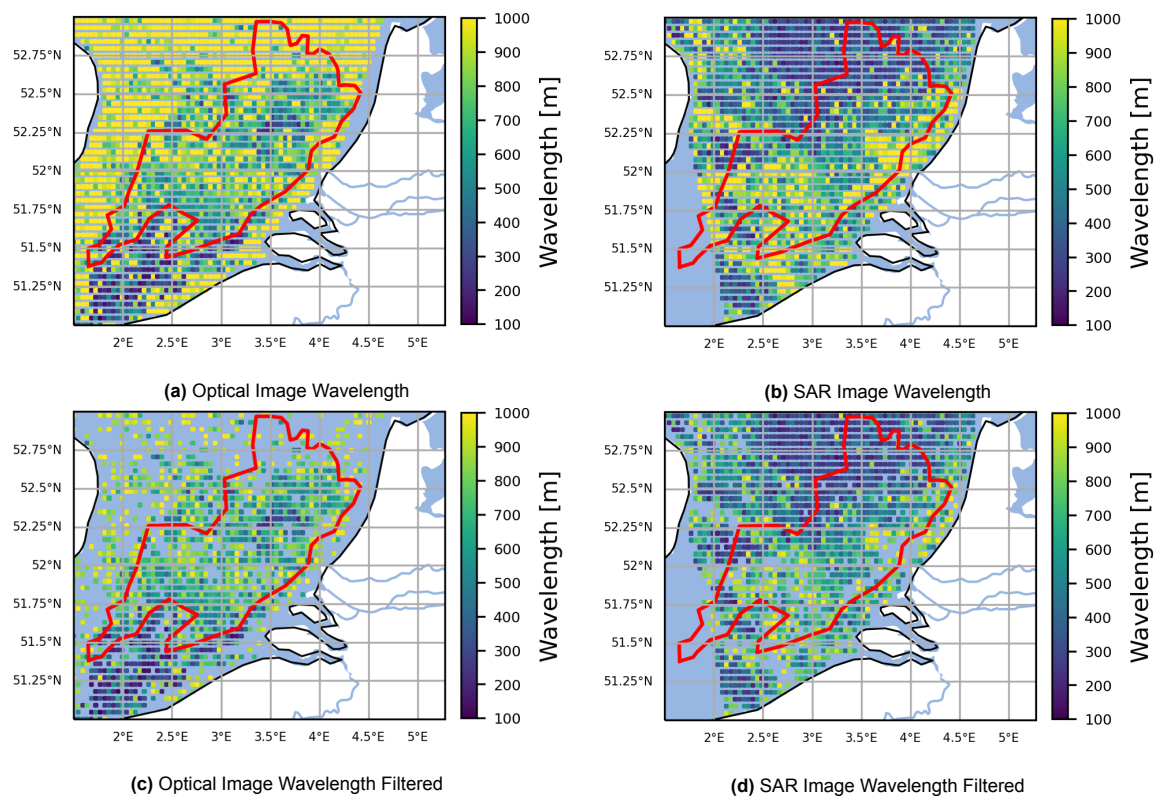 1000
52.75°N
900
800
52.5°N
700
52.25°N
600
52°N
500
51.75°N
400
51.5°N
300
51.25°N
200
100
Wavelength [m]
2°E 2.5°E 3°E 3.5°E 4°E 4.5°E 5°E
(a) Optical Image Wavelength
1000
52.75°N
900
800
52.5°N
700
52.25°N
600
52°N
500
51.75°N
400
51.5°N
300
51.25°N
200
100
Wavelength [m]
2°E 2.5°E 3°E 3.5°E 4°E 4.5°E 5°E
(b) SAR Image Wavelength
1000
52.75°N
900
800
52.5°N
700
52.25°N
600
52°N
500
51.75°N
400
51.5°N
300
51.25°N
200
100
Wavelength [m]
2°E 2.5°E 3°E 3.5°E 4°E 4.5°E 5°E
(c) Optical Image Wavelength Filtered
1000
52.75°N
900
800
52.5°N
700
52.25°N
600
52°N
500
51.75°N
400
51.5°N
300
51.25°N
200
100
Wavelength [m]
2°E 2.5°E 3°E 3.5°E 4°E 4.5°E 5°E
(d) SAR Image Wavelength Filtered